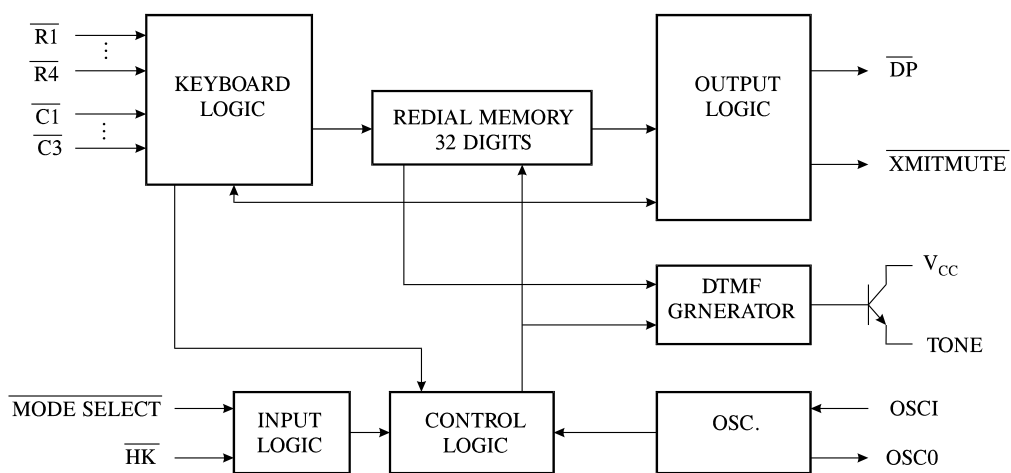 R1
R4
C1
C3
KEYBOARD
LOGIC
REDIAL MEMORY
32 DIGITS
OUTPUT
LOGIC
DP
XMITMUTE
DTMF
GRNERATOR
VCC
TONE
MODE SELECT
HK
INPUT
LOGIC
CONTROL
LOGIC
OSC.
OSCI
OSC0